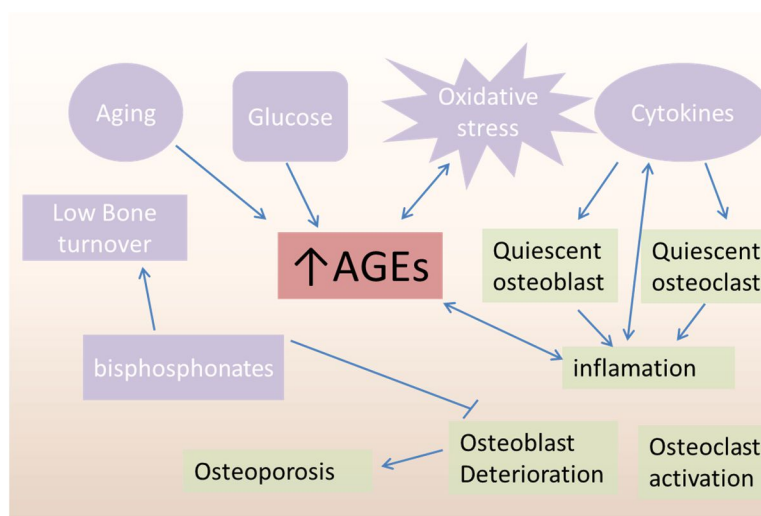 Aging
Glucose
Oxidative
stress
Cytokines
Low Bone
turnover
↑AGEs
Quiescent
osteoblast
Quiescent
osteoclast
bisphosphonates
inflamation
Osteoporosis
Osteoblast
Deterioration
Osteoclast
activation